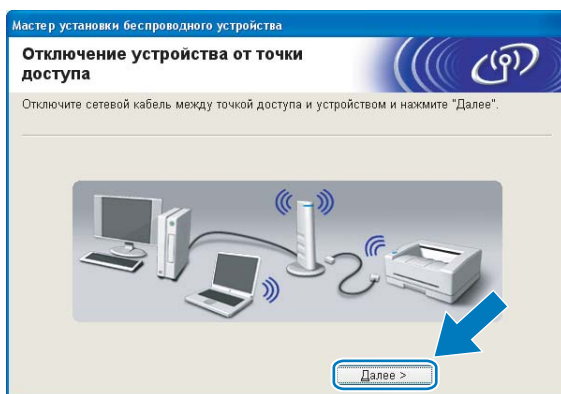 Мастер установки беспроводного устройства
Отключение устройства от точки
доступа
Отключите сетевой кабель между точкой доступа и устройством и нажмите "Далее".
Далее >